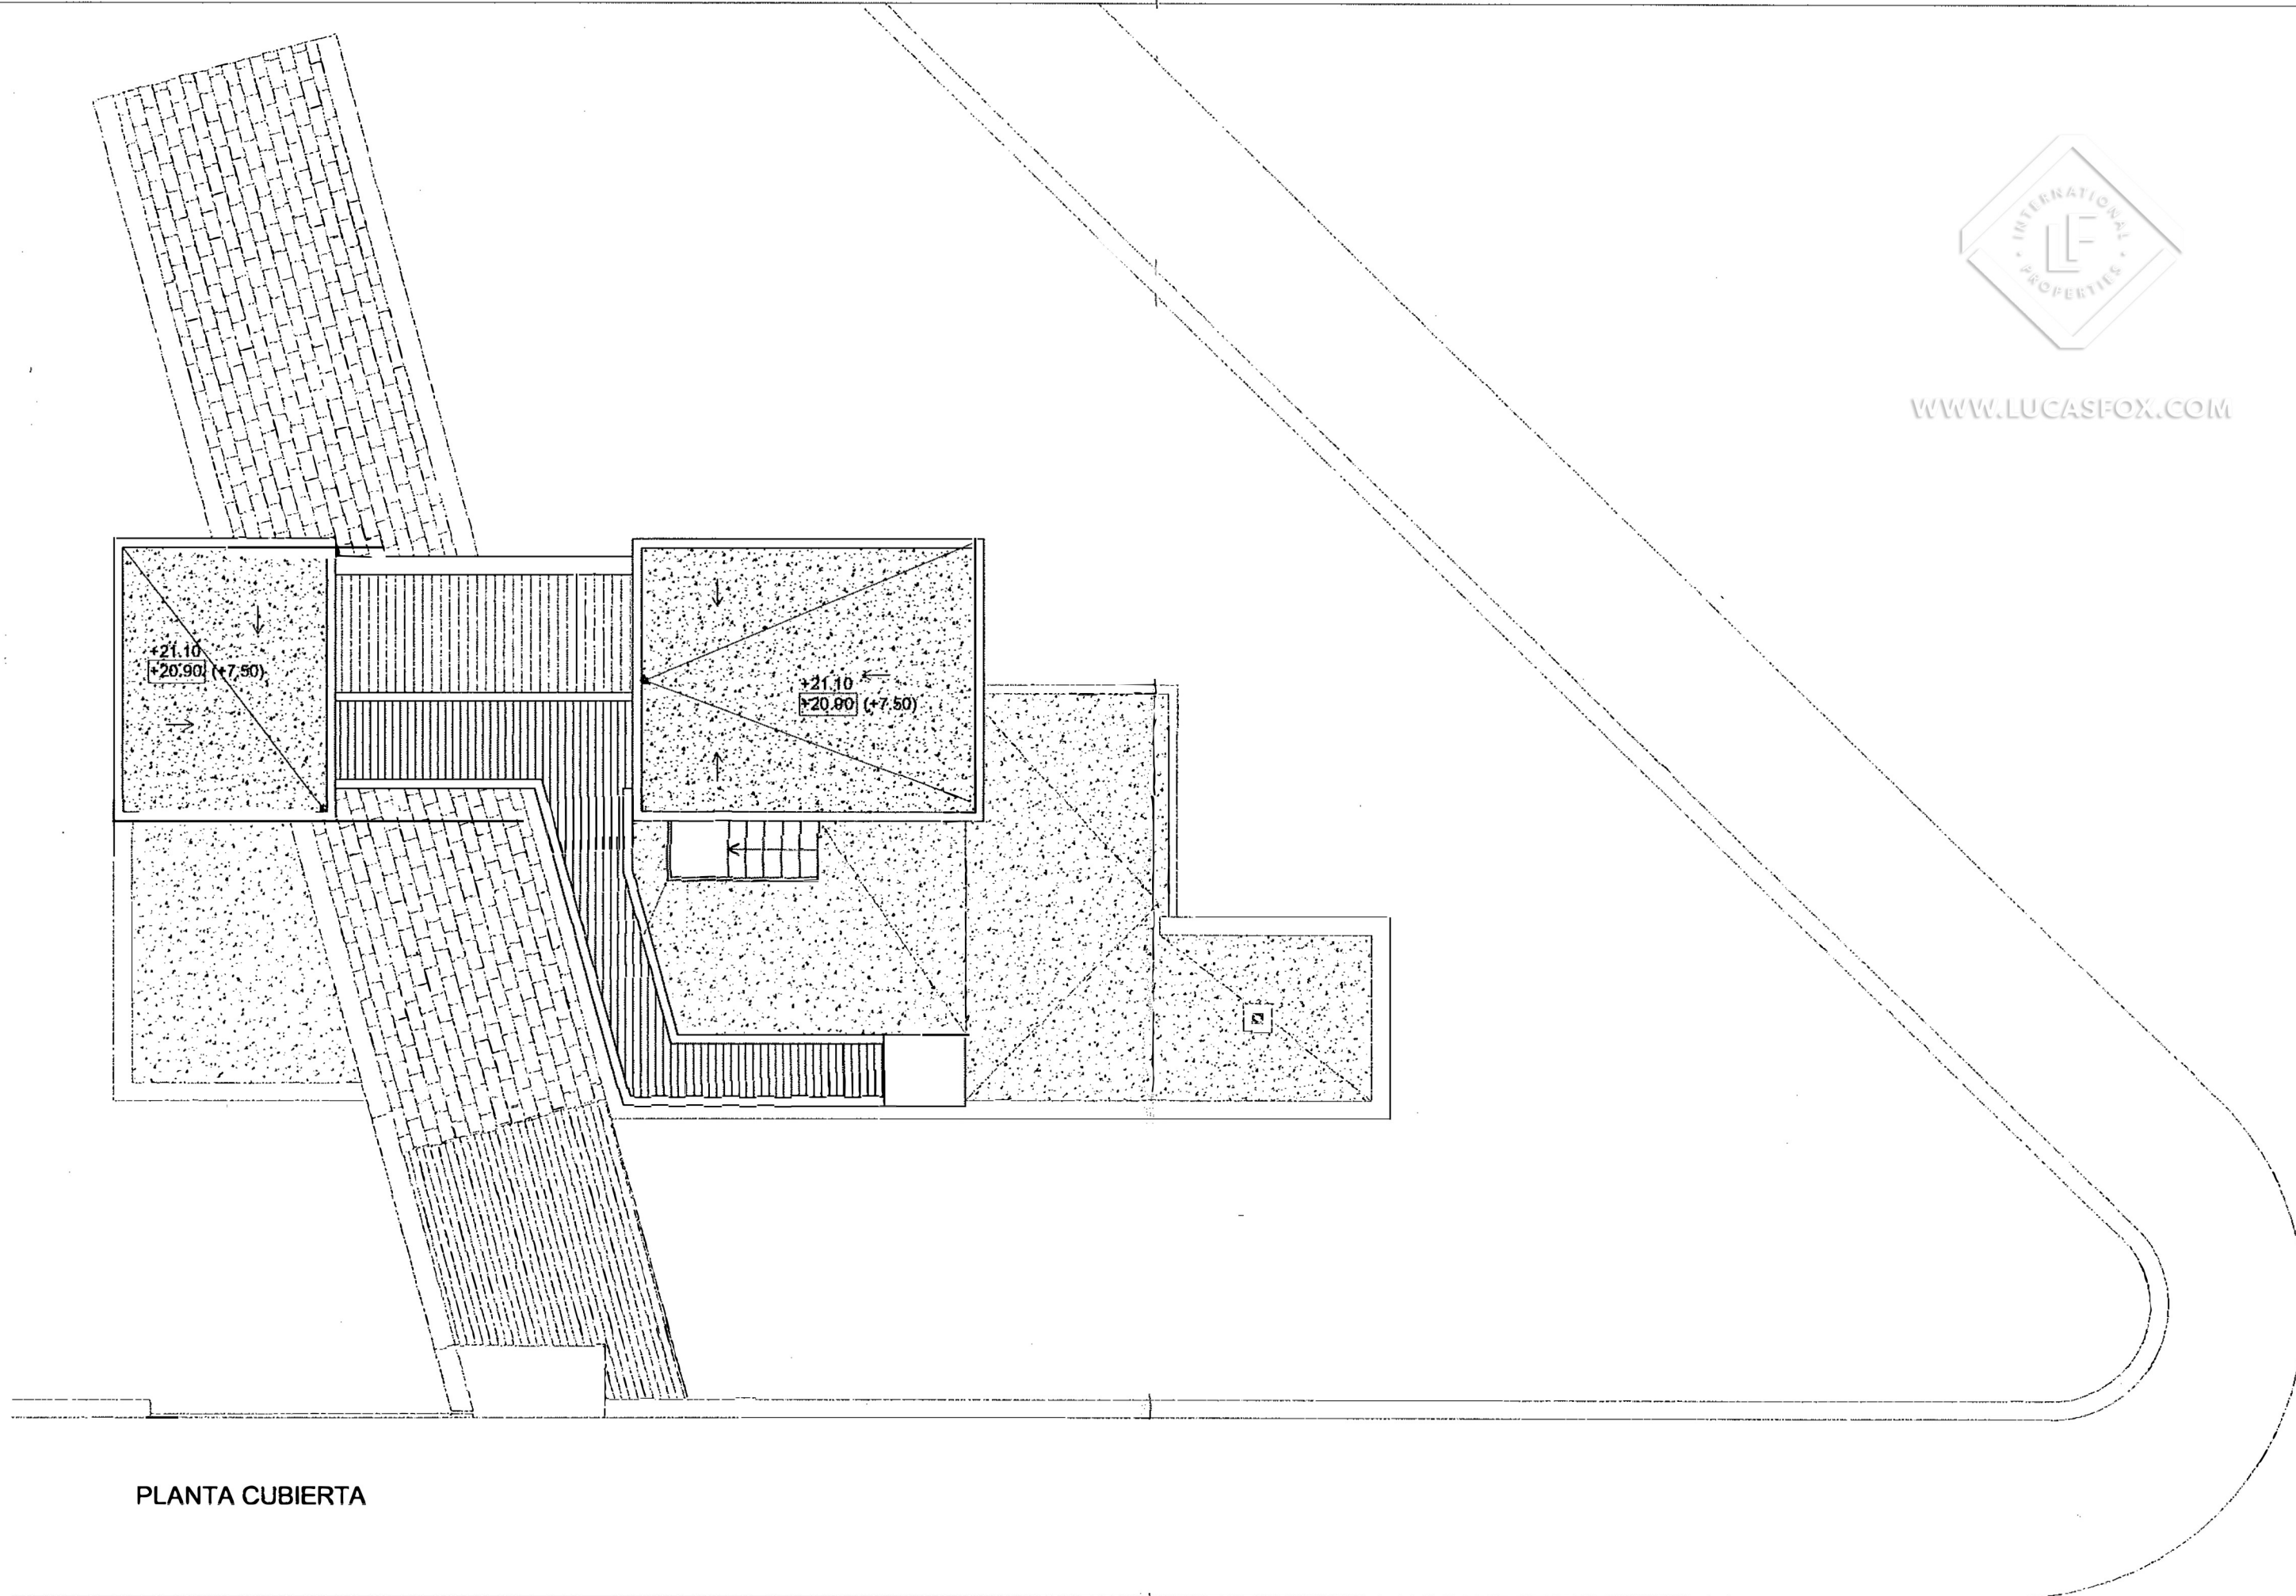 INTERNATIONAL
LF
PROPERTIES
WWW.LUCASFOX.COM
+21.10
+20.90 (+7.50)
+21.10
+20.90 (+7.50)
PLANTA CUBIERTA